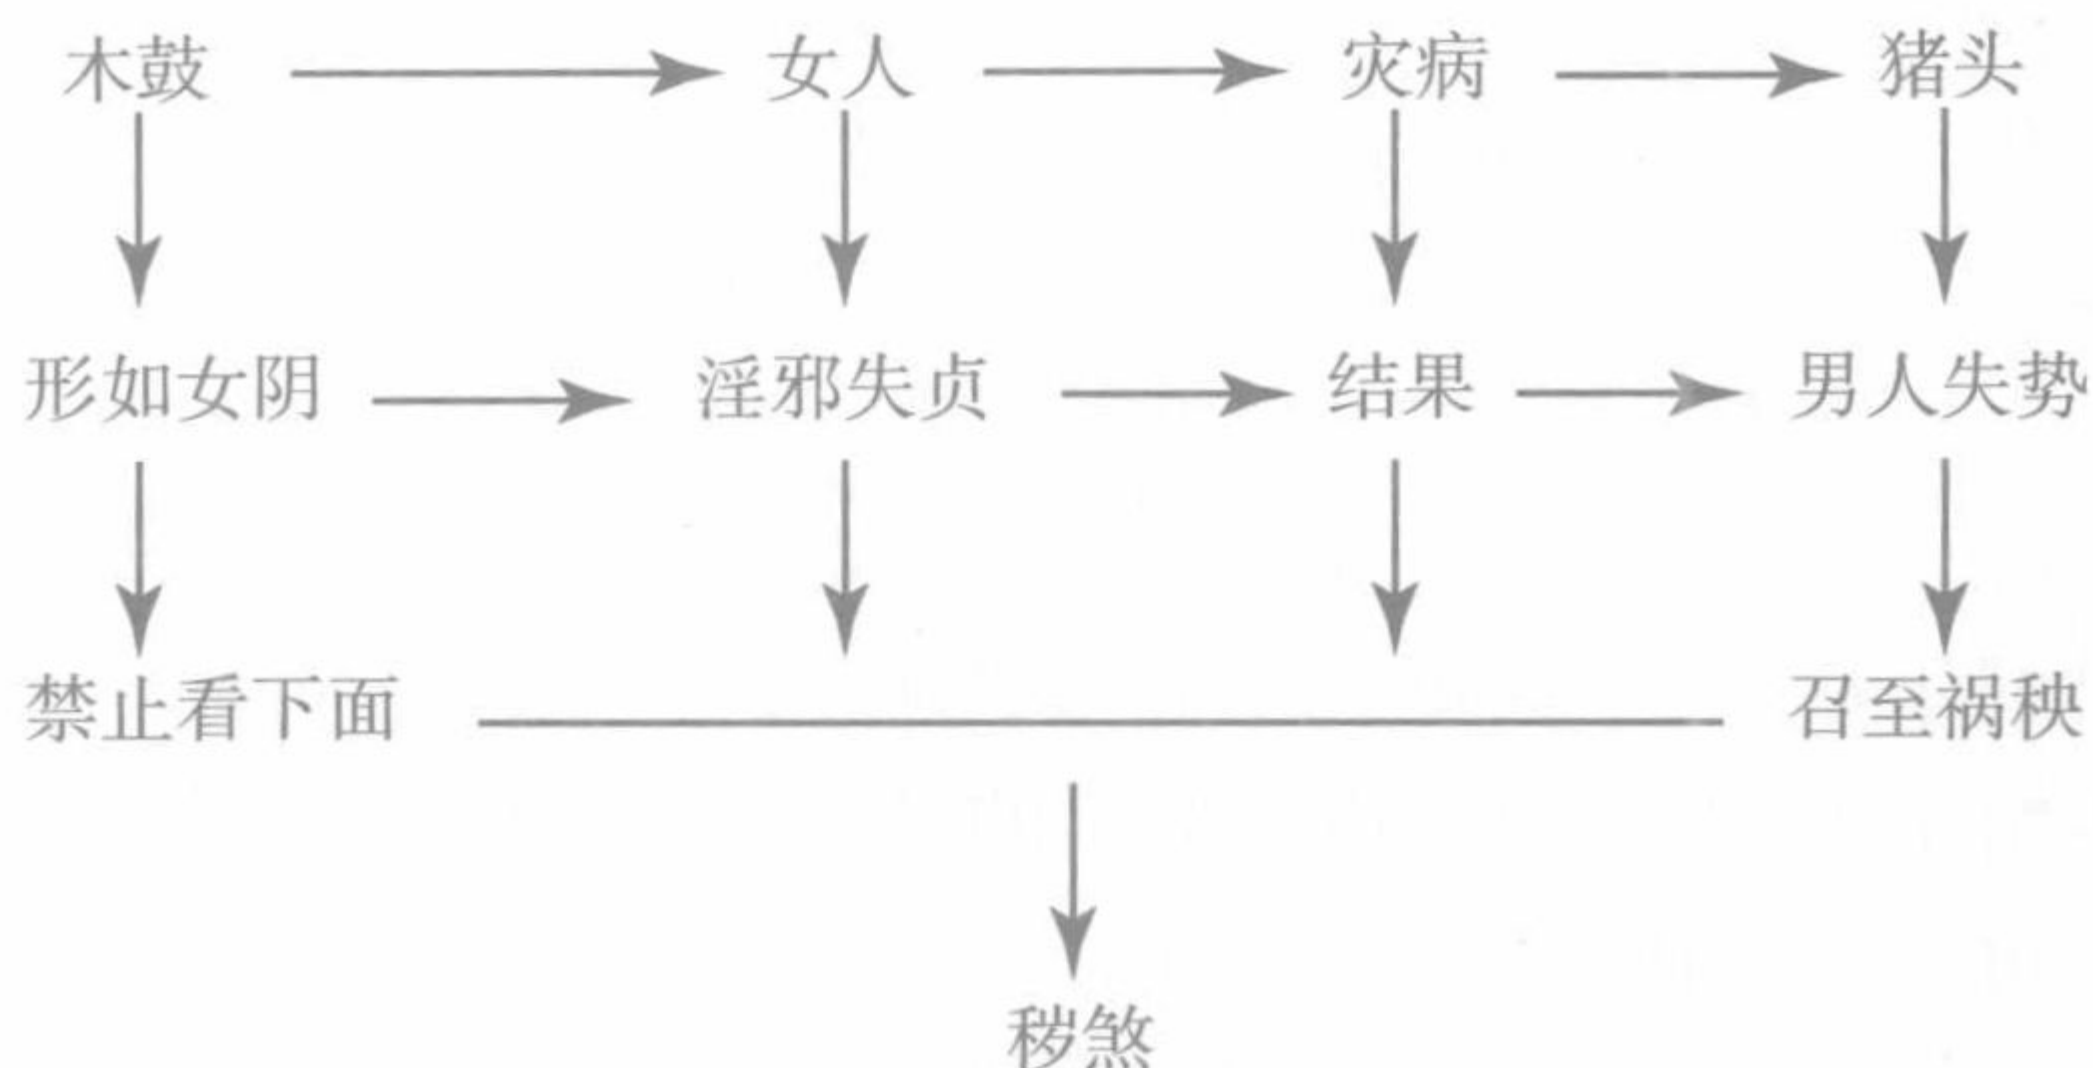 木鼓 女人 灾病 猪头
形如女阴 淫邪失贞 结果 男人失势
禁止看下面 召至祸秧
秽煞